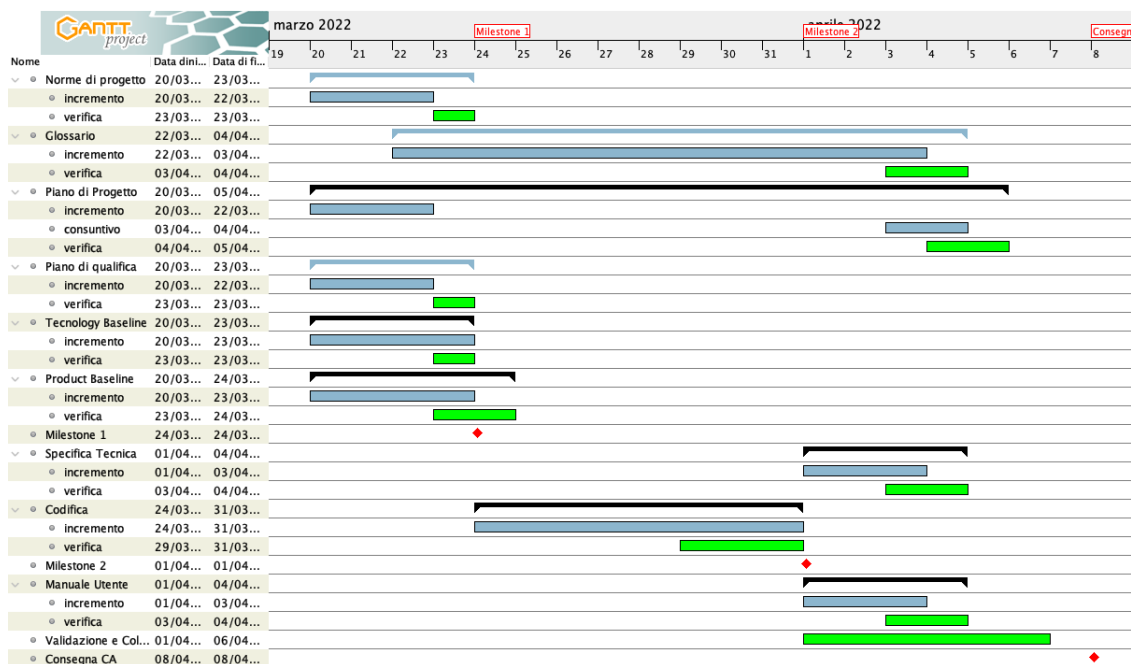 GANTT
project
marzo 2022
aprile 2022
Milestone 1
Milestone 2
Consegn
19 20 21 22 23 24 25 26 27 28 29 30 31 1 2 3 4 5 6 7 8
Nome Data dini... Data di fi...
Norme di progetto 20/03... 23/03...
incremento 20/03... 22/03...
verifica 23/03... 23/03...
Glossario 22/03... 04/04...
incremento 22/03... 03/04...
verifica 03/04... 04/04...
Piano di Progetto 20/03... 05/04...
incremento 20/03... 22/03...
consuntivo 03/04... 04/04...
verifica 04/04... 05/04...
Piano di qualifica 20/03... 23/03...
incremento 20/03... 22/03...
verifica 23/03... 23/03...
Tecnology Baseline 20/03... 23/03...
incremento 20/03... 23/03...
verifica 23/03... 23/03...
Product Baseline 20/03... 24/03...
incremento 20/03... 23/03...
verifica 23/03... 24/03...
Milestone 1 24/03... 24/03...
Specifica Tecnica 01/04... 04/04...
incremento 01/04... 03/04...
verifica 03/04... 04/04...
Codifica 24/03... 31/03...
incremento 24/03... 31/03...
verifica 29/03... 31/03...
Milestone 2 01/04... 01/04...
Manuale Utente 01/04... 04/04...
incremento 01/04... 03/04...
verifica 03/04... 04/04...
Validazione e Col... 01/04... 06/04...
Consegna CA 08/04... 08/04...